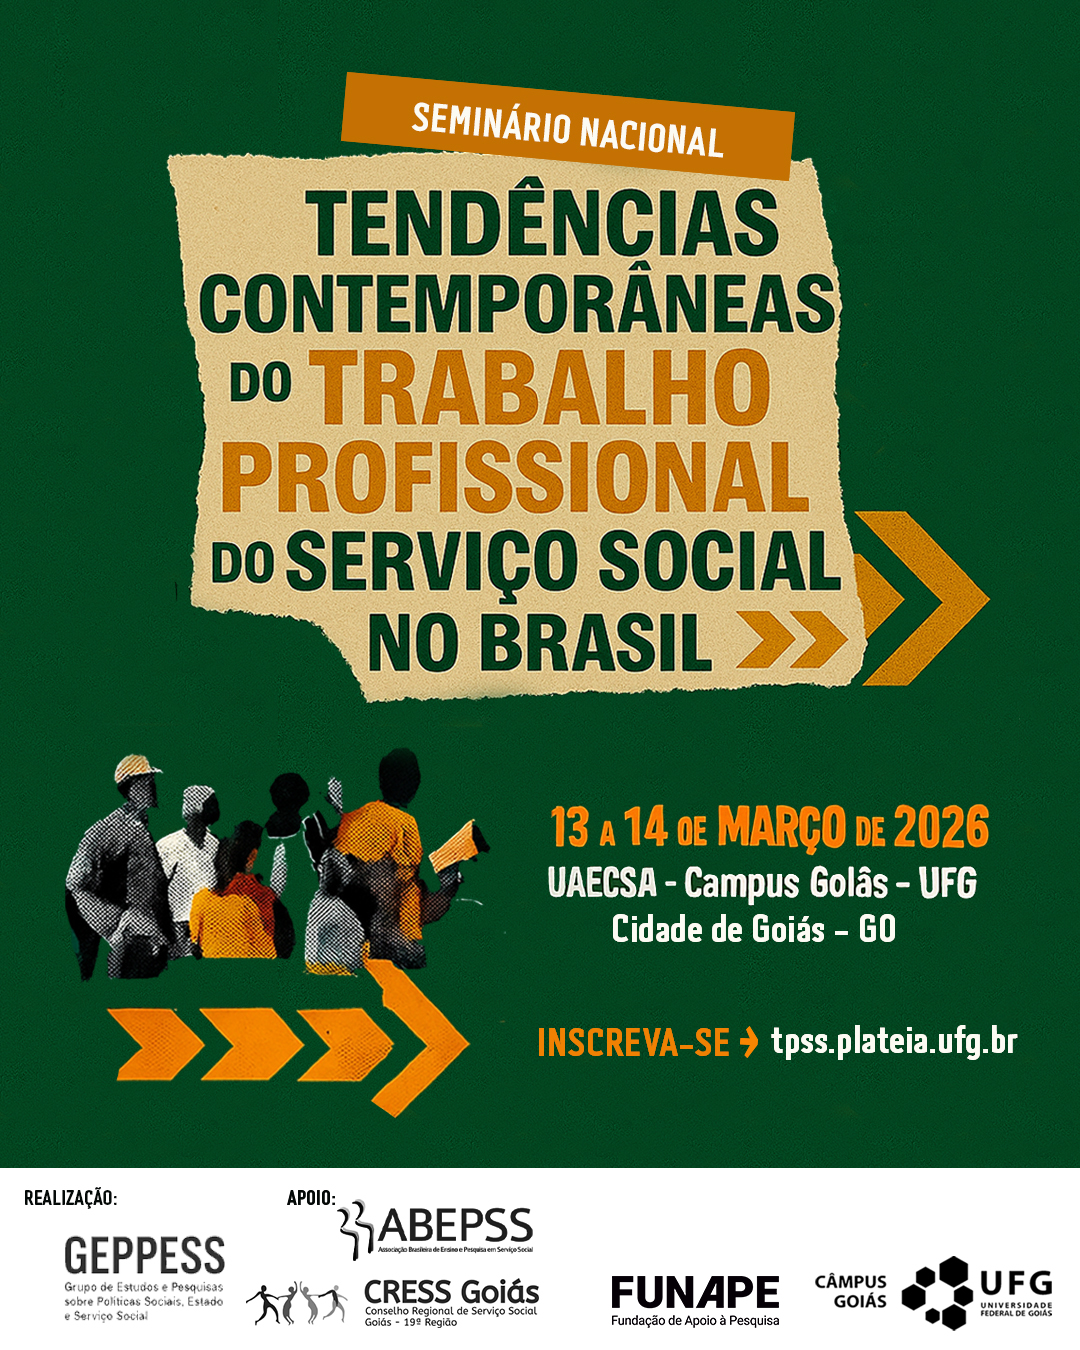 SEMINÁRIO NACIONAL
TENDÊNCIAS
CONTEMPORÂNEAS
DO TRABALHO
PROFISSIONAL
DO SERVIÇO SOCIAL
NO BRASIL
13 A 14 DE MARÇO DE 2026
UAECSA - Campus Golâs - UFG
Cidade de Goiás - GO
INSCREVA-SE → tpss.plateia.ufg.br
REALIZAÇÃO:
GEPPESS
Grupo de Estudos e Pesquisas
sobre Políticas Sociais, Estado
e Serviço Social
APOIO:
ABEPSS
Associação Brasileira de Ensino e Pesquisa em Serviço Social
CRESS Goiás
Conselho Regional de Serviço Social
Goiás - 19ª Região
FUNAPE
Fundação de Apoio à Pesquisa
CÂMPUS
GOIÁS
UFG
UNIVERSIDADE
FEDERAL DE GOIÁS